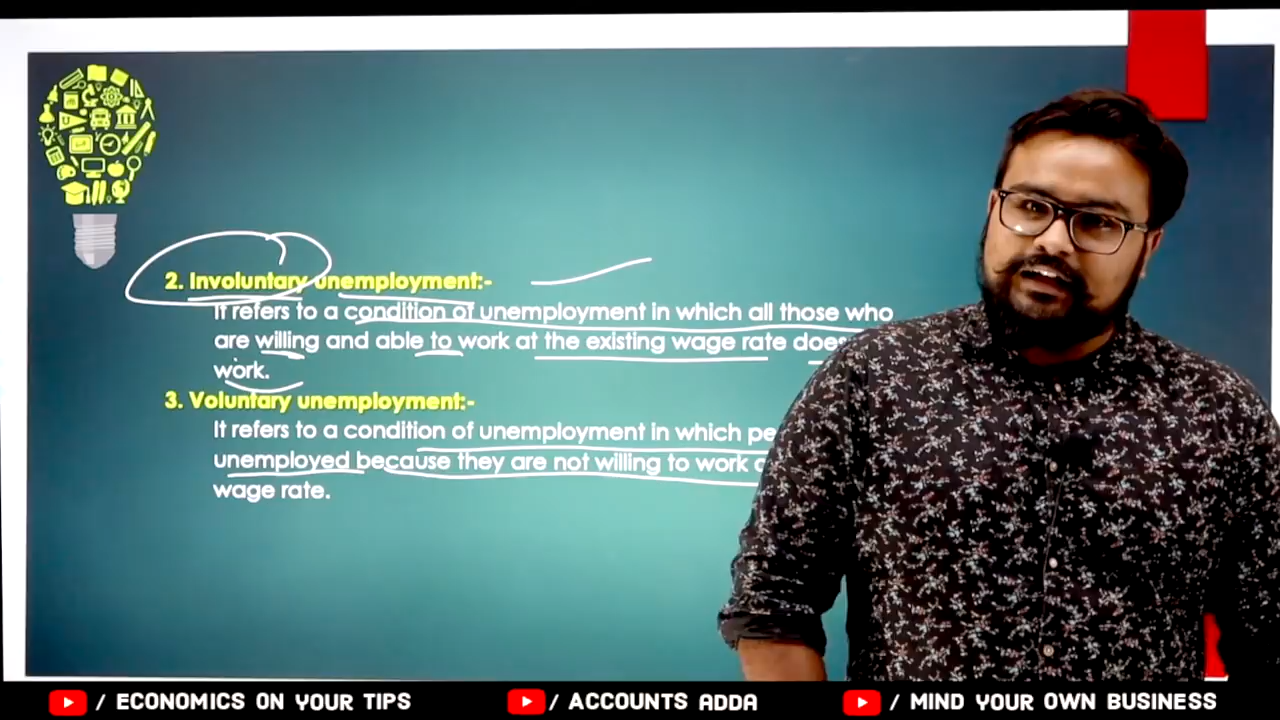 2. Involuntary unemployment:-
It refers to a condition of unemployment in which all those who
are willing and able to work at the existing wage rate
work.
3. Voluntary unemployment:-
It refers to a condition of unemployment in which
unemployed because they are not willing to work
wage rate.
/ ECONOMICS ON YOUR TIPS
/ ACCOUNTS ADDA
/ MIND YOUR OWN BUSINESS